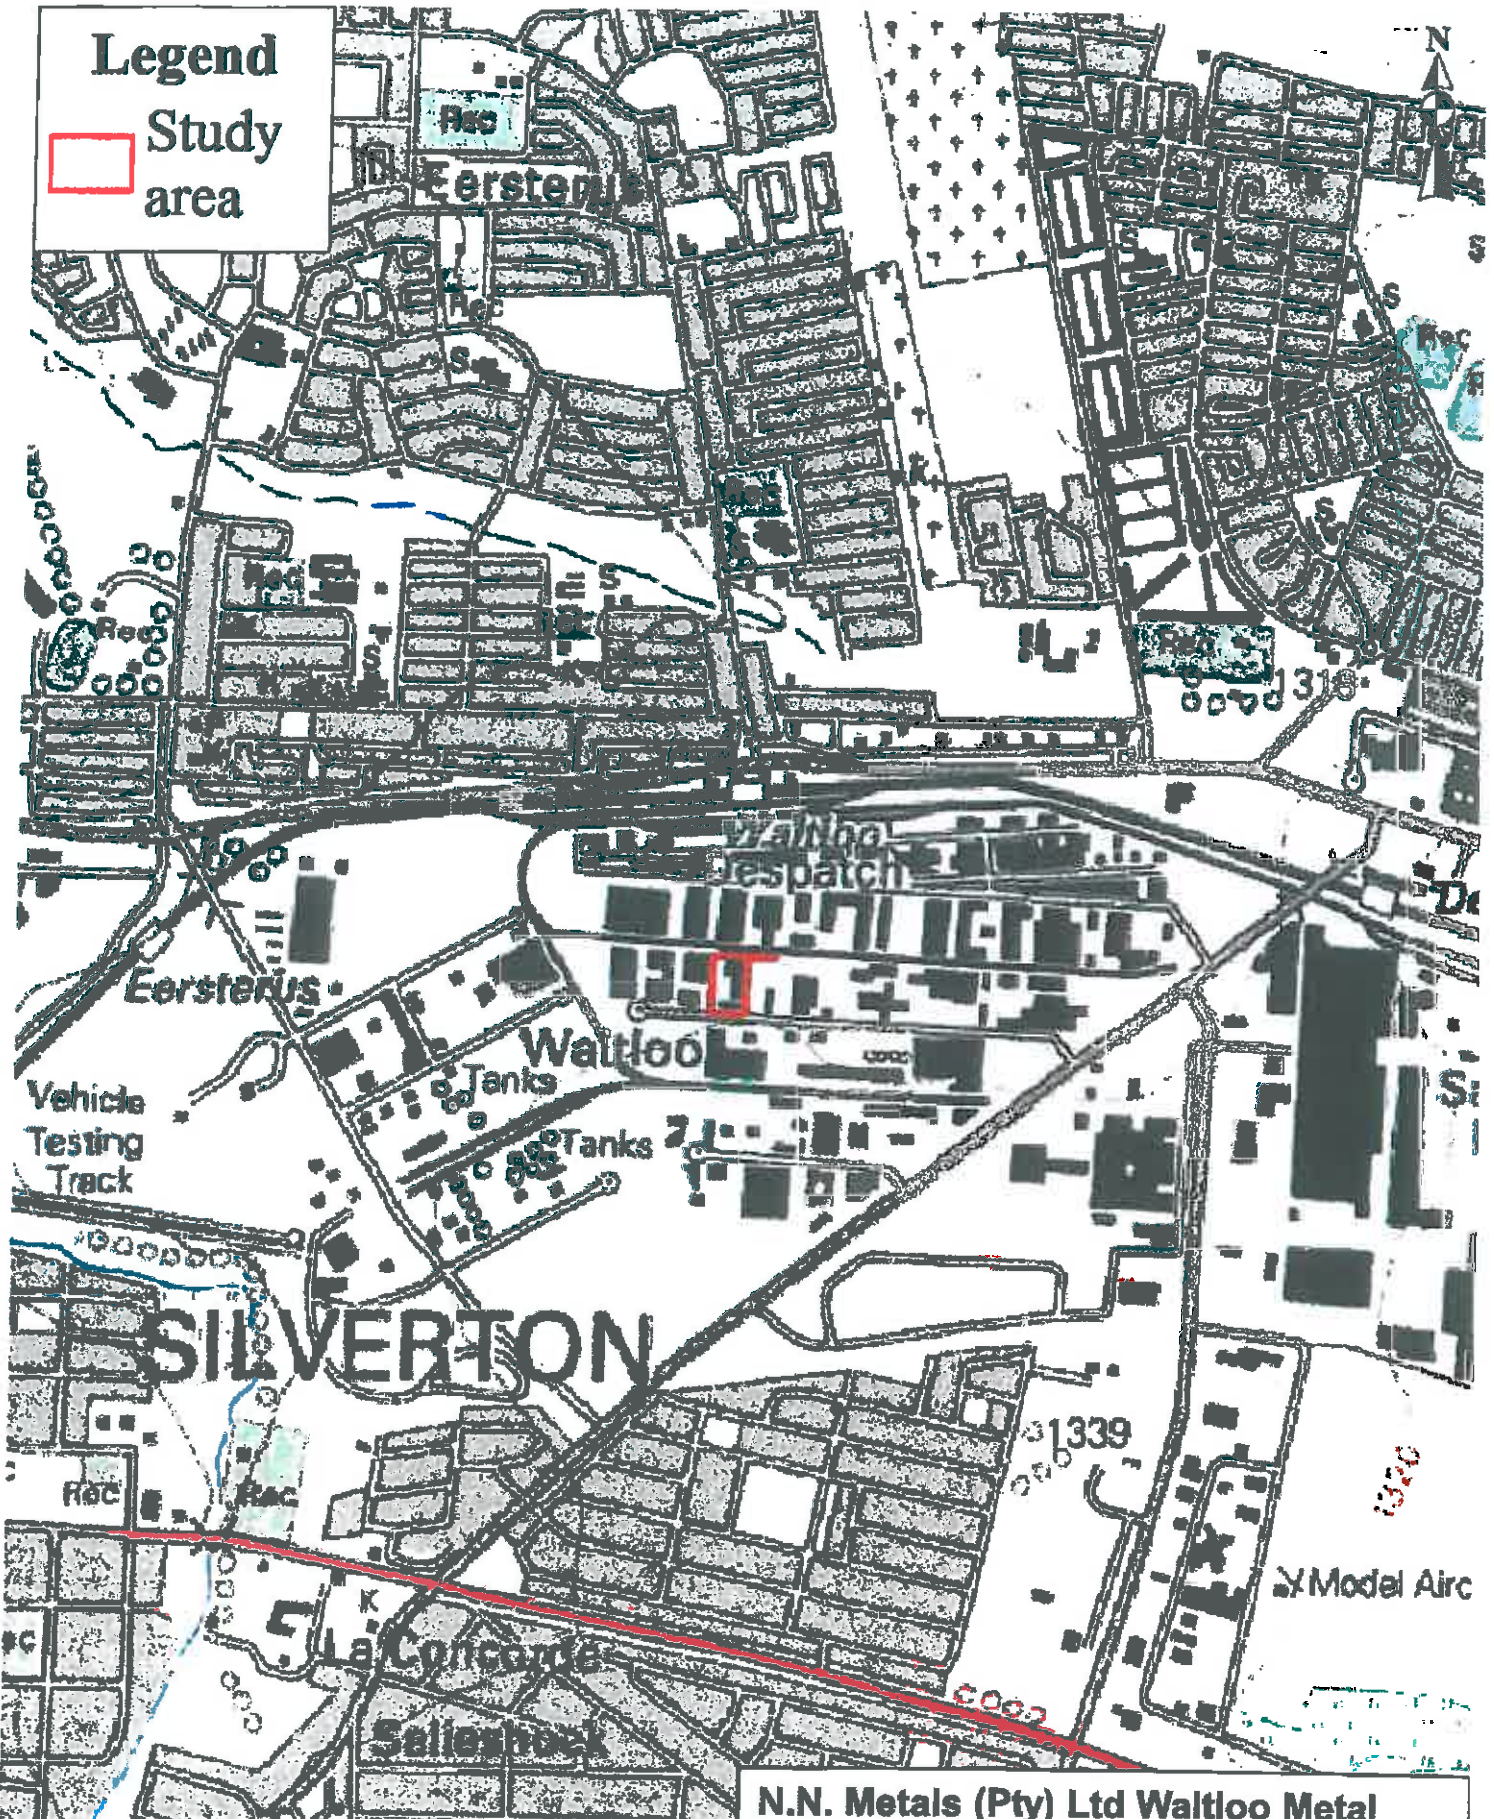 Legend
Study
area
N
Rec
Eersterus
Rec
S
S
S
S
Rec
K
Rec
S
Rec
S
Rec
S
Rec
1318
Waltloo
Despatch
Eersterus
Waltloo
Tanks
Vehicle
Testing
Track
Tanks
SILVERTON
1339
Rec
Rec
Model Airc
K
La Concorde
N.N. Metals (Pty) Ltd Waltloo Metal